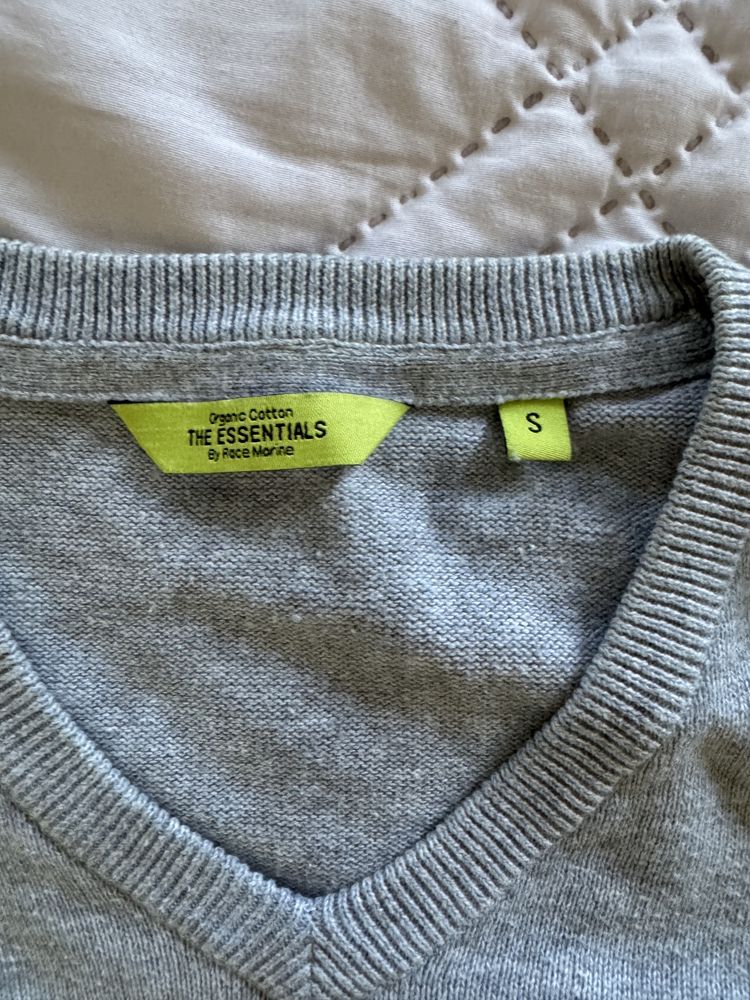 Organic Cotton
THE ESSENTIALS
By Race Marine
S